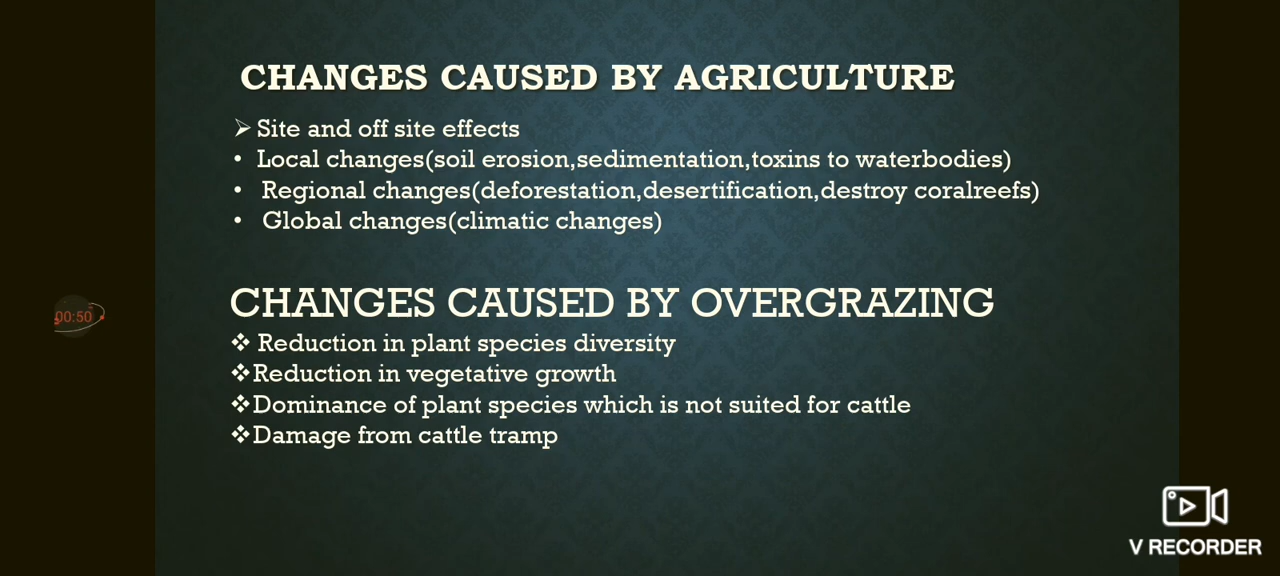 CHANGES CAUSED BY AGRICULTURE
➢ Site and off site effects
• Local changes(soil erosion,sedimentation,toxins to waterbodies)
• Regional changes(deforestation,desertification,destroy coralreefs)
• Global changes(climatic changes)
CHANGES CAUSED BY OVERGRAZING
❖ Reduction in plant species diversity
❖Reduction in vegetative growth
❖Dominance of plant species which is not suited for cattle
❖Damage from cattle tramp
00:50
V RECORDER